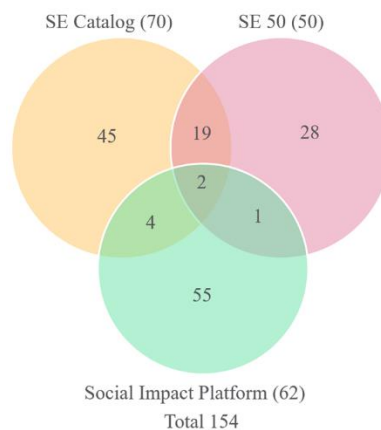 SE Catalog (70)
SE 50 (50)
45
19
28
2
4
1
55
Social Impact Platform (62)
Total 154